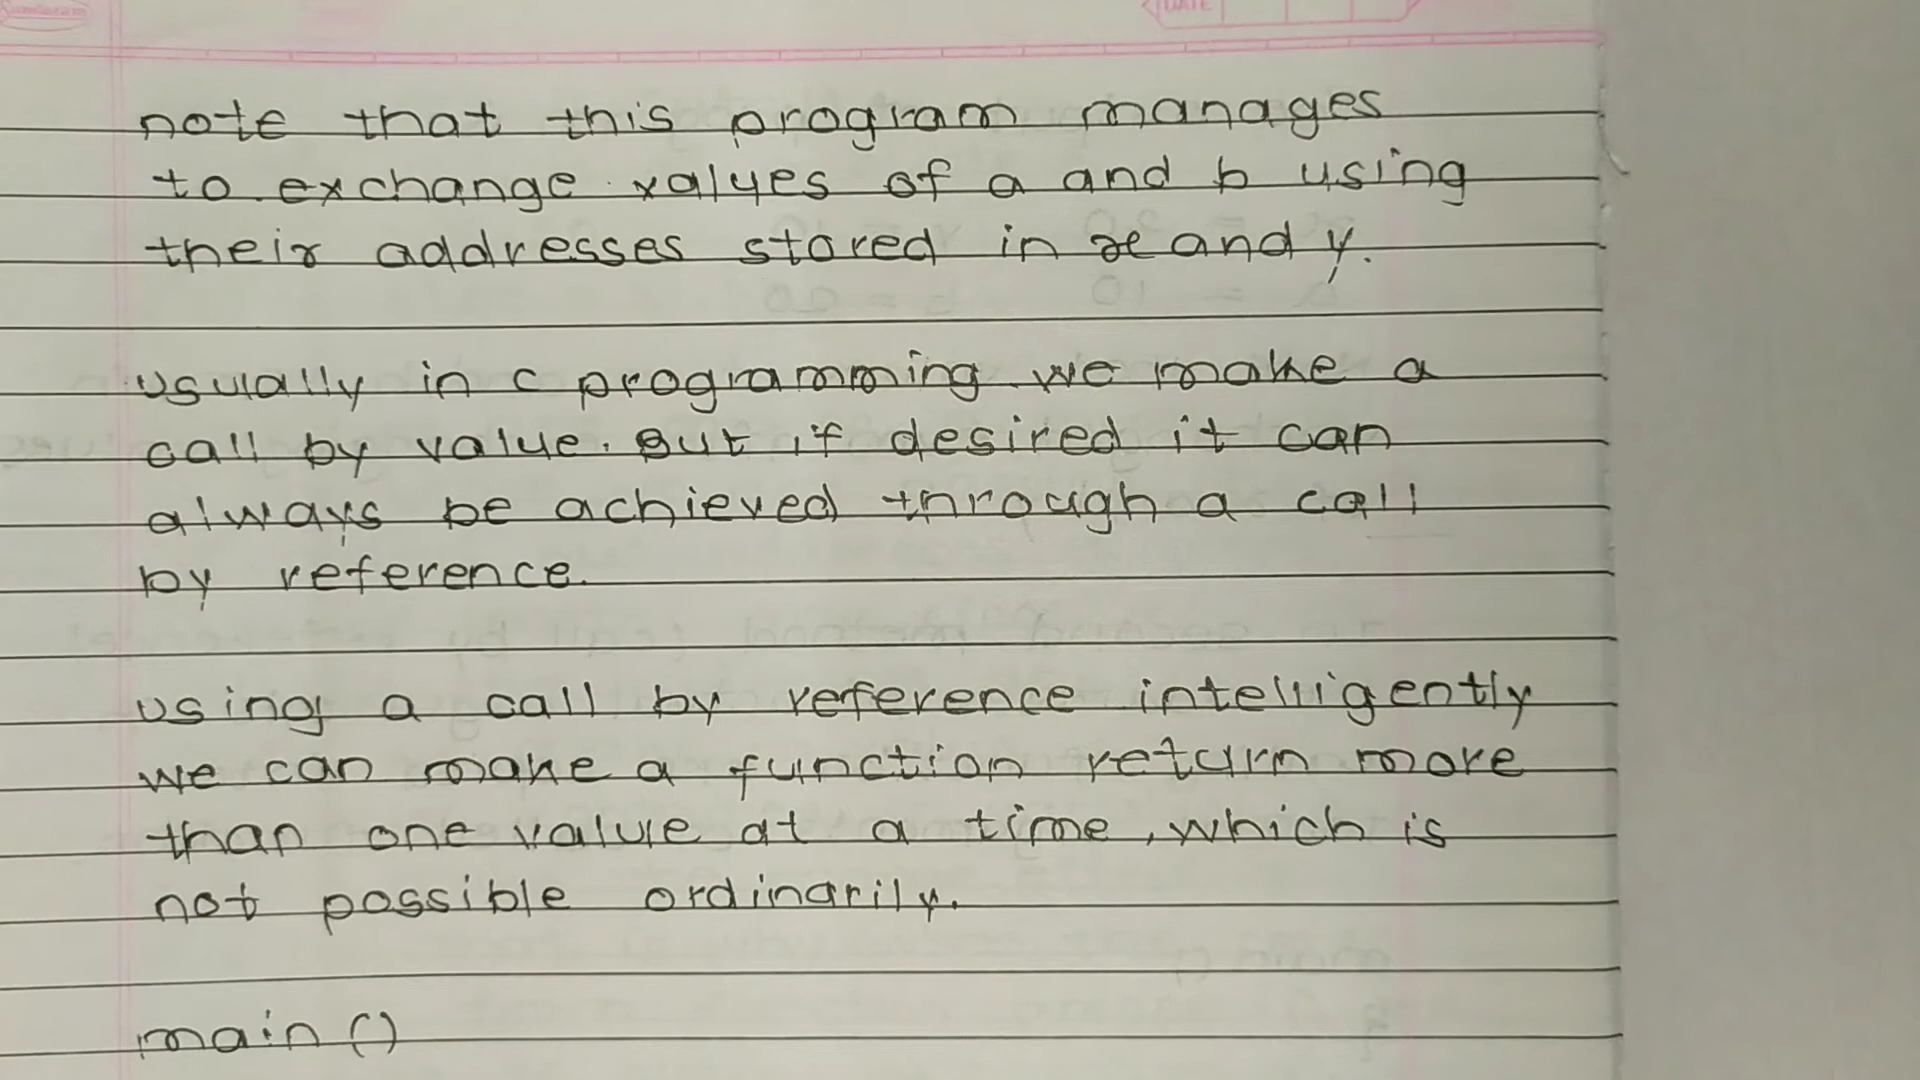 DATE
note that this program manages
to exchange values of a and b using
their addresses stored in x and y.
usually in c programming we make a
call by value. But if desired it can
always be achieved through a call
by reference.
using a call by reference intelligently
we can make a function return more
than one value at a time, which is
not possible ordinarily.
main ()